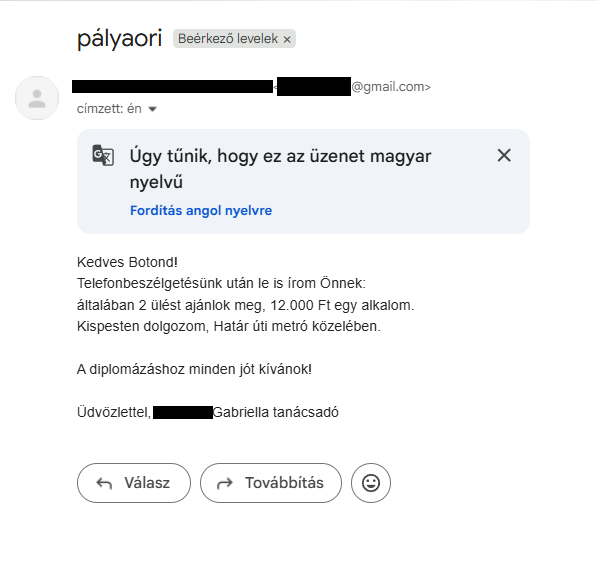 pályaori Beérkező levelek ×
<@gmail.com>
címzett: én
Úgy tűnik, hogy ez az üzenet magyar
nyelvű
Fordítás angol nyelvre
Kedves Botond!
Telefonbeszélgetésünk után le is írom Önnek:
általában 2 ülést ajánlok meg, 12.000 Ft egy alkalom.
Kispesten dolgozom, Határ úti metró közelében.
A diplomázáshoz minden jót kívánok!
Üdvözlettel, Gabriella tanácsadó
Válasz
Továbbítás